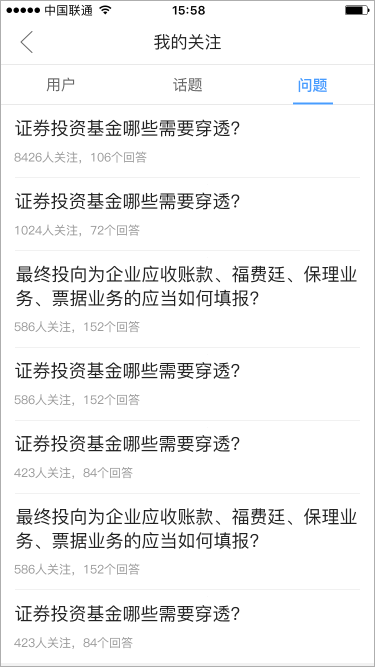 中国联通 15:58
我的关注
用户 话题 问题
证券投资基金哪些需要穿透?
8426人关注，106个回答
证券投资基金哪些需要穿透?
1024人关注，72个回答
最终投向为企业应收账款、福费廷、保理业
务、票据业务的应当如何填报?
586人关注，152个回答
证券投资基金哪些需要穿透?
586人关注，152个回答
证券投资基金哪些需要穿透?
423人关注，84个回答
最终投向为企业应收账款、福费廷、保理业
务、票据业务的应当如何填报?
586人关注，152个回答
证券投资基金哪些需要穿透?
423人关注，84个回答